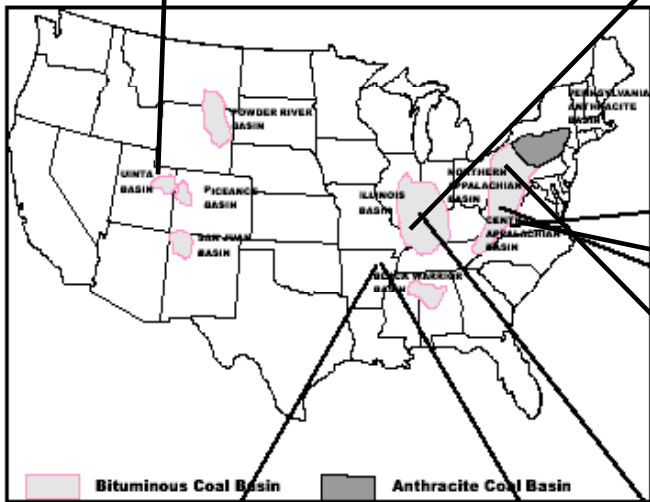 PENNSYLVANIA
ANTHRACITE
BASIN
POWDER RIVER
BASIN
UINTA
BASIN
PICEANCE
BASIN
ILLINOIS
BASIN
NORTHERN
APPALACHIAN
BASIN
SAN JUAN
BASIN
CENTRAL
APPALACHIAN
BASIN
BLACK WARRIOR
BASIN
Bituminous Coal Basin
Anthracite Coal Basin